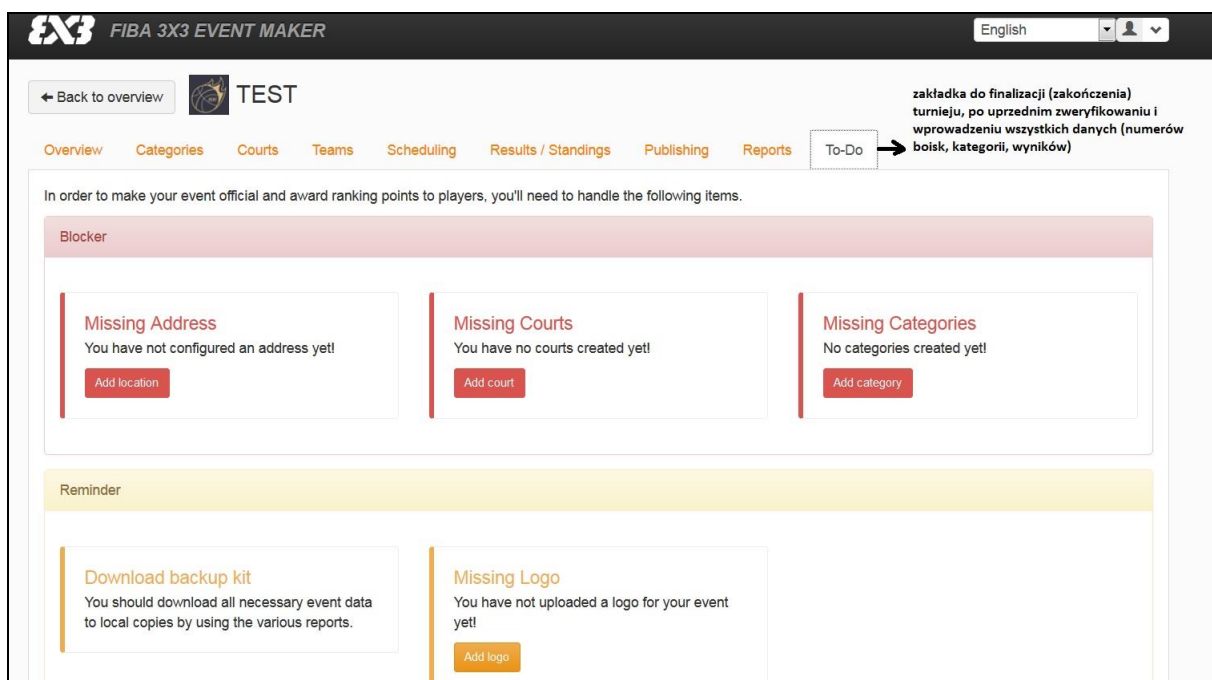 3X3 FIBA 3X3 EVENT MAKER
English
Back to overview
TEST
zakładka do finalizacji (zakończenia)
turnieju, po uprzednim zweryfikowaniu i
wprowadzeniu wszystkich danych (numerów
boisk, kategorii, wyników)
Overview Categories Courts Teams Scheduling Results / Standings Publishing Reports To-Do
In order to make your event official and award ranking points to players, you'll need to handle the following items.
Blocker
Missing Address
You have not configured an address yet!
Add location
Missing Courts
You have no courts created yet!
Add court
Missing Categories
No categories created yet!
Add category
Reminder
Download backup kit
You should download all necessary event data
to local copies by using the various reports.
Missing Logo
You have not uploaded a logo for your event
yet!
Add logo